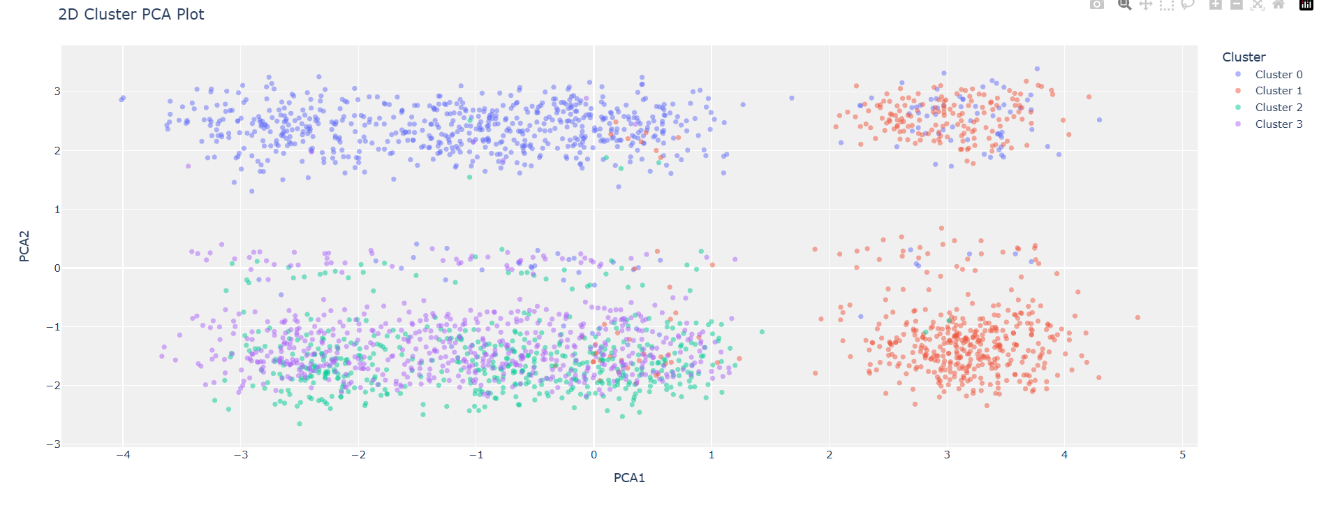 2D Cluster PCA Plot
Cluster
Cluster 0
Cluster 1
Cluster 2
Cluster 3
PCA2
3
2
1
0
−1
−2
−3
−4
−3
−2
−1
0
1
2
3
4
5
PCA1